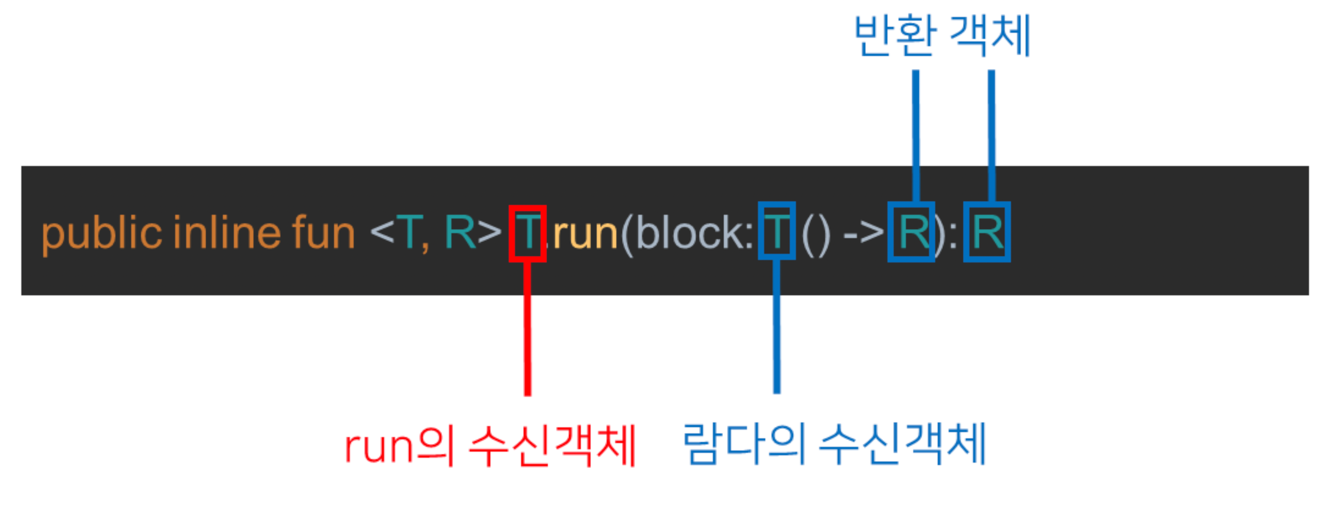 반환 객체
public inline fun <T, R> T.run(block: T () -> R): R
run의 수신객체 람다의 수신객체